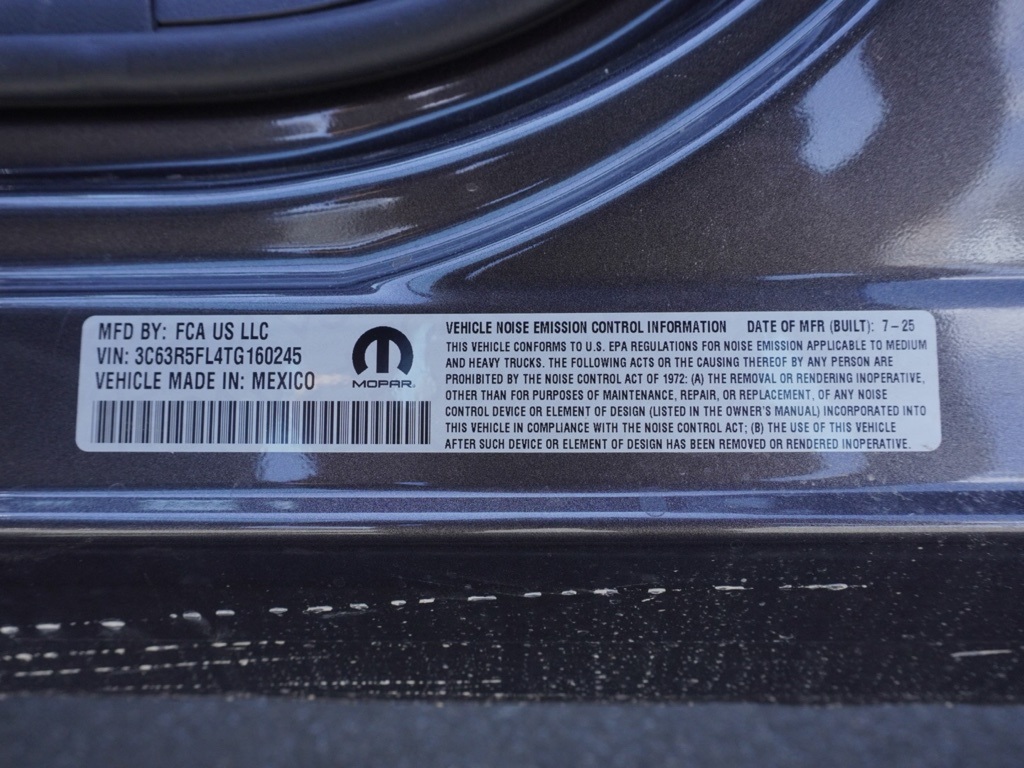 MFD BY: FCA US LLC
VIN: 3C63R5FL4TG160245
VEHICLE MADE IN: MEXICO
MOPAR
VEHICLE NOISE EMISSION CONTROL INFORMATION DATE OF MFR (BUILT): 7-25
THIS VEHICLE CONFORMS TO U.S. EPA REGULATIONS FOR NOISE EMISSION APPLICABLE TO MEDIUM
AND HEAVY TRUCKS. THE FOLLOWING ACTS OR THE CAUSING THEREOF BY ANY PERSON ARE
PROHIBITED BY THE NOISE CONTROL ACT OF 1972: (A) THE REMOVAL OR RENDERING INOPERATIVE,
OTHER THAN FOR PURPOSES OF MAINTENANCE, REPAIR, OR REPLACEMENT, OF ANY NOISE
CONTROL DEVICE OR ELEMENT OF DESIGN (LISTED IN THE OWNER'S MANUAL) INCORPORATED INTO
THIS VEHICLE IN COMPLIANCE WITH THE NOISE CONTROL ACT; (B) THE USE OF THIS VEHICLE
AFTER SUCH DEVICE OR ELEMENT OF DESIGN HAS BEEN REMOVED OR RENDERED INOPERATIVE.